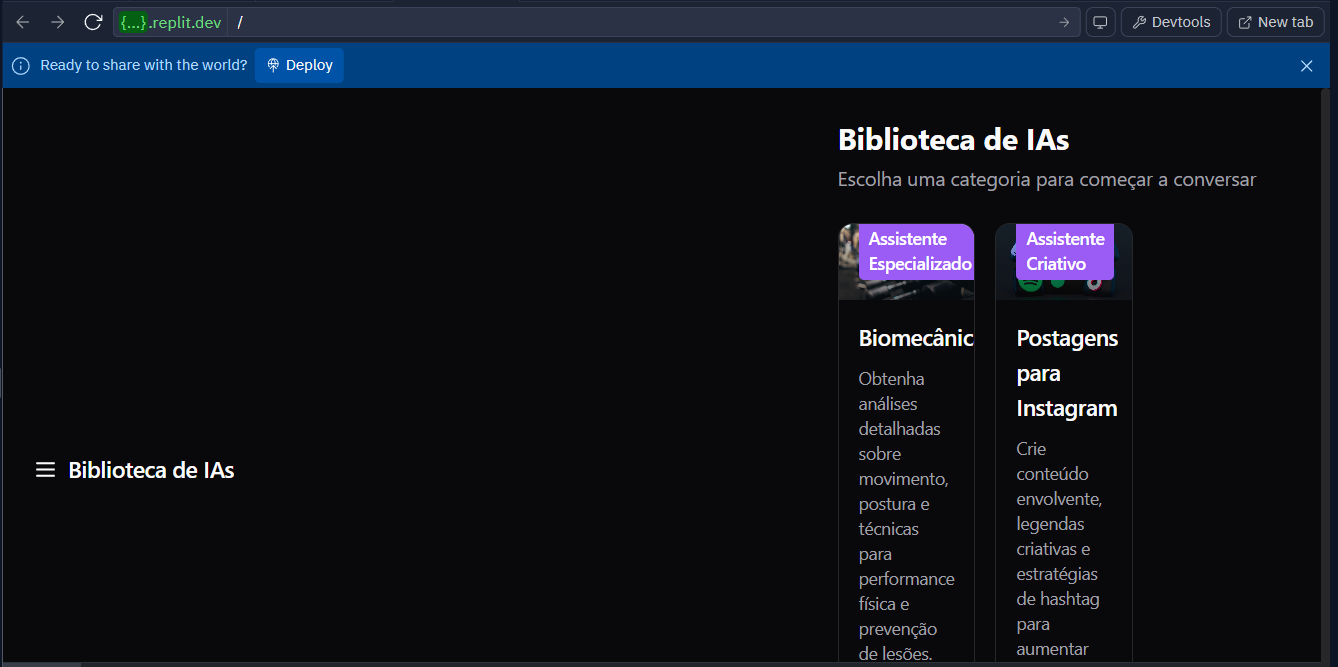 {...}.replit.dev /
Devtools
New tab
Ready to share with the world?
Deploy
Biblioteca de IAs
Escolha uma categoria para começar a conversar
Assistente
Especializado
Biomecânic
Obtenha
análises
detalhadas
sobre
movimento,
postura e
técnicas
para
performance
física e
prevenção
de lesões.
Assistente
Criativo
Postagens
para
Instagram
Crie
conteúdo
envolvente,
legendas
criativas e
estratégias
de hashtag
para
aumentar
Biblioteca de IAs